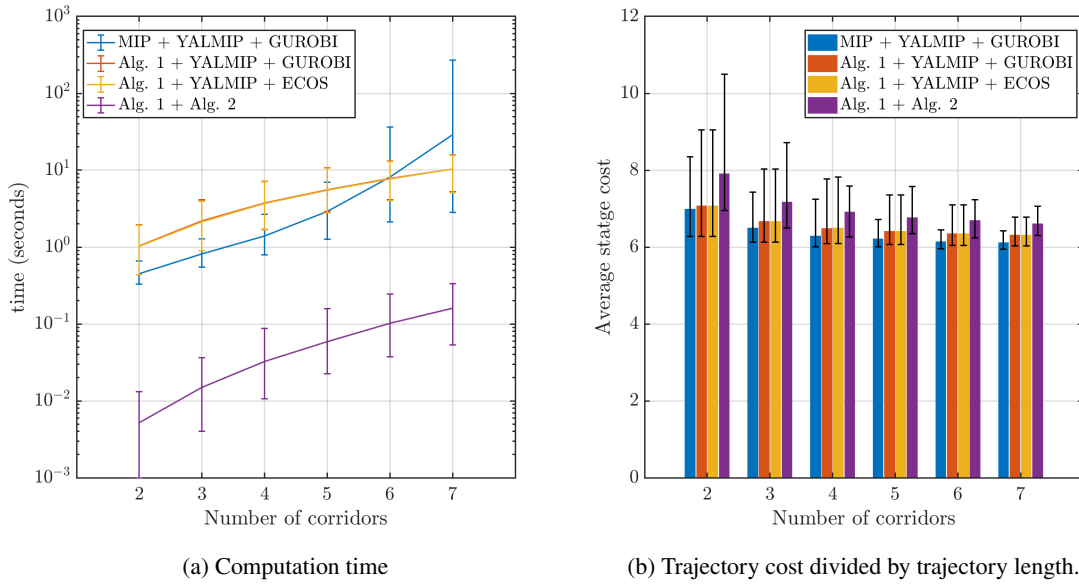 10^3
10^2
10^1
10^0
10^-1
10^-2
10^-3
time (seconds)
MIP + YALMIP + GUROBI
Alg. 1 + YALMIP + GUROBI
Alg. 1 + YALMIP + ECOS
Alg. 1 + Alg. 2
2 3 4 5 6 7
Number of corridors
(a) Computation time
12
10
8
6
4
2
0
Average statge cost
MIP + YALMIP + GUROBI
Alg. 1 + YALMIP + GUROBI
Alg. 1 + YALMIP + ECOS
Alg. 1 + Alg. 2
2 3 4 5 6 7
Number of corridors
(b) Trajectory cost divided by trajectory length.